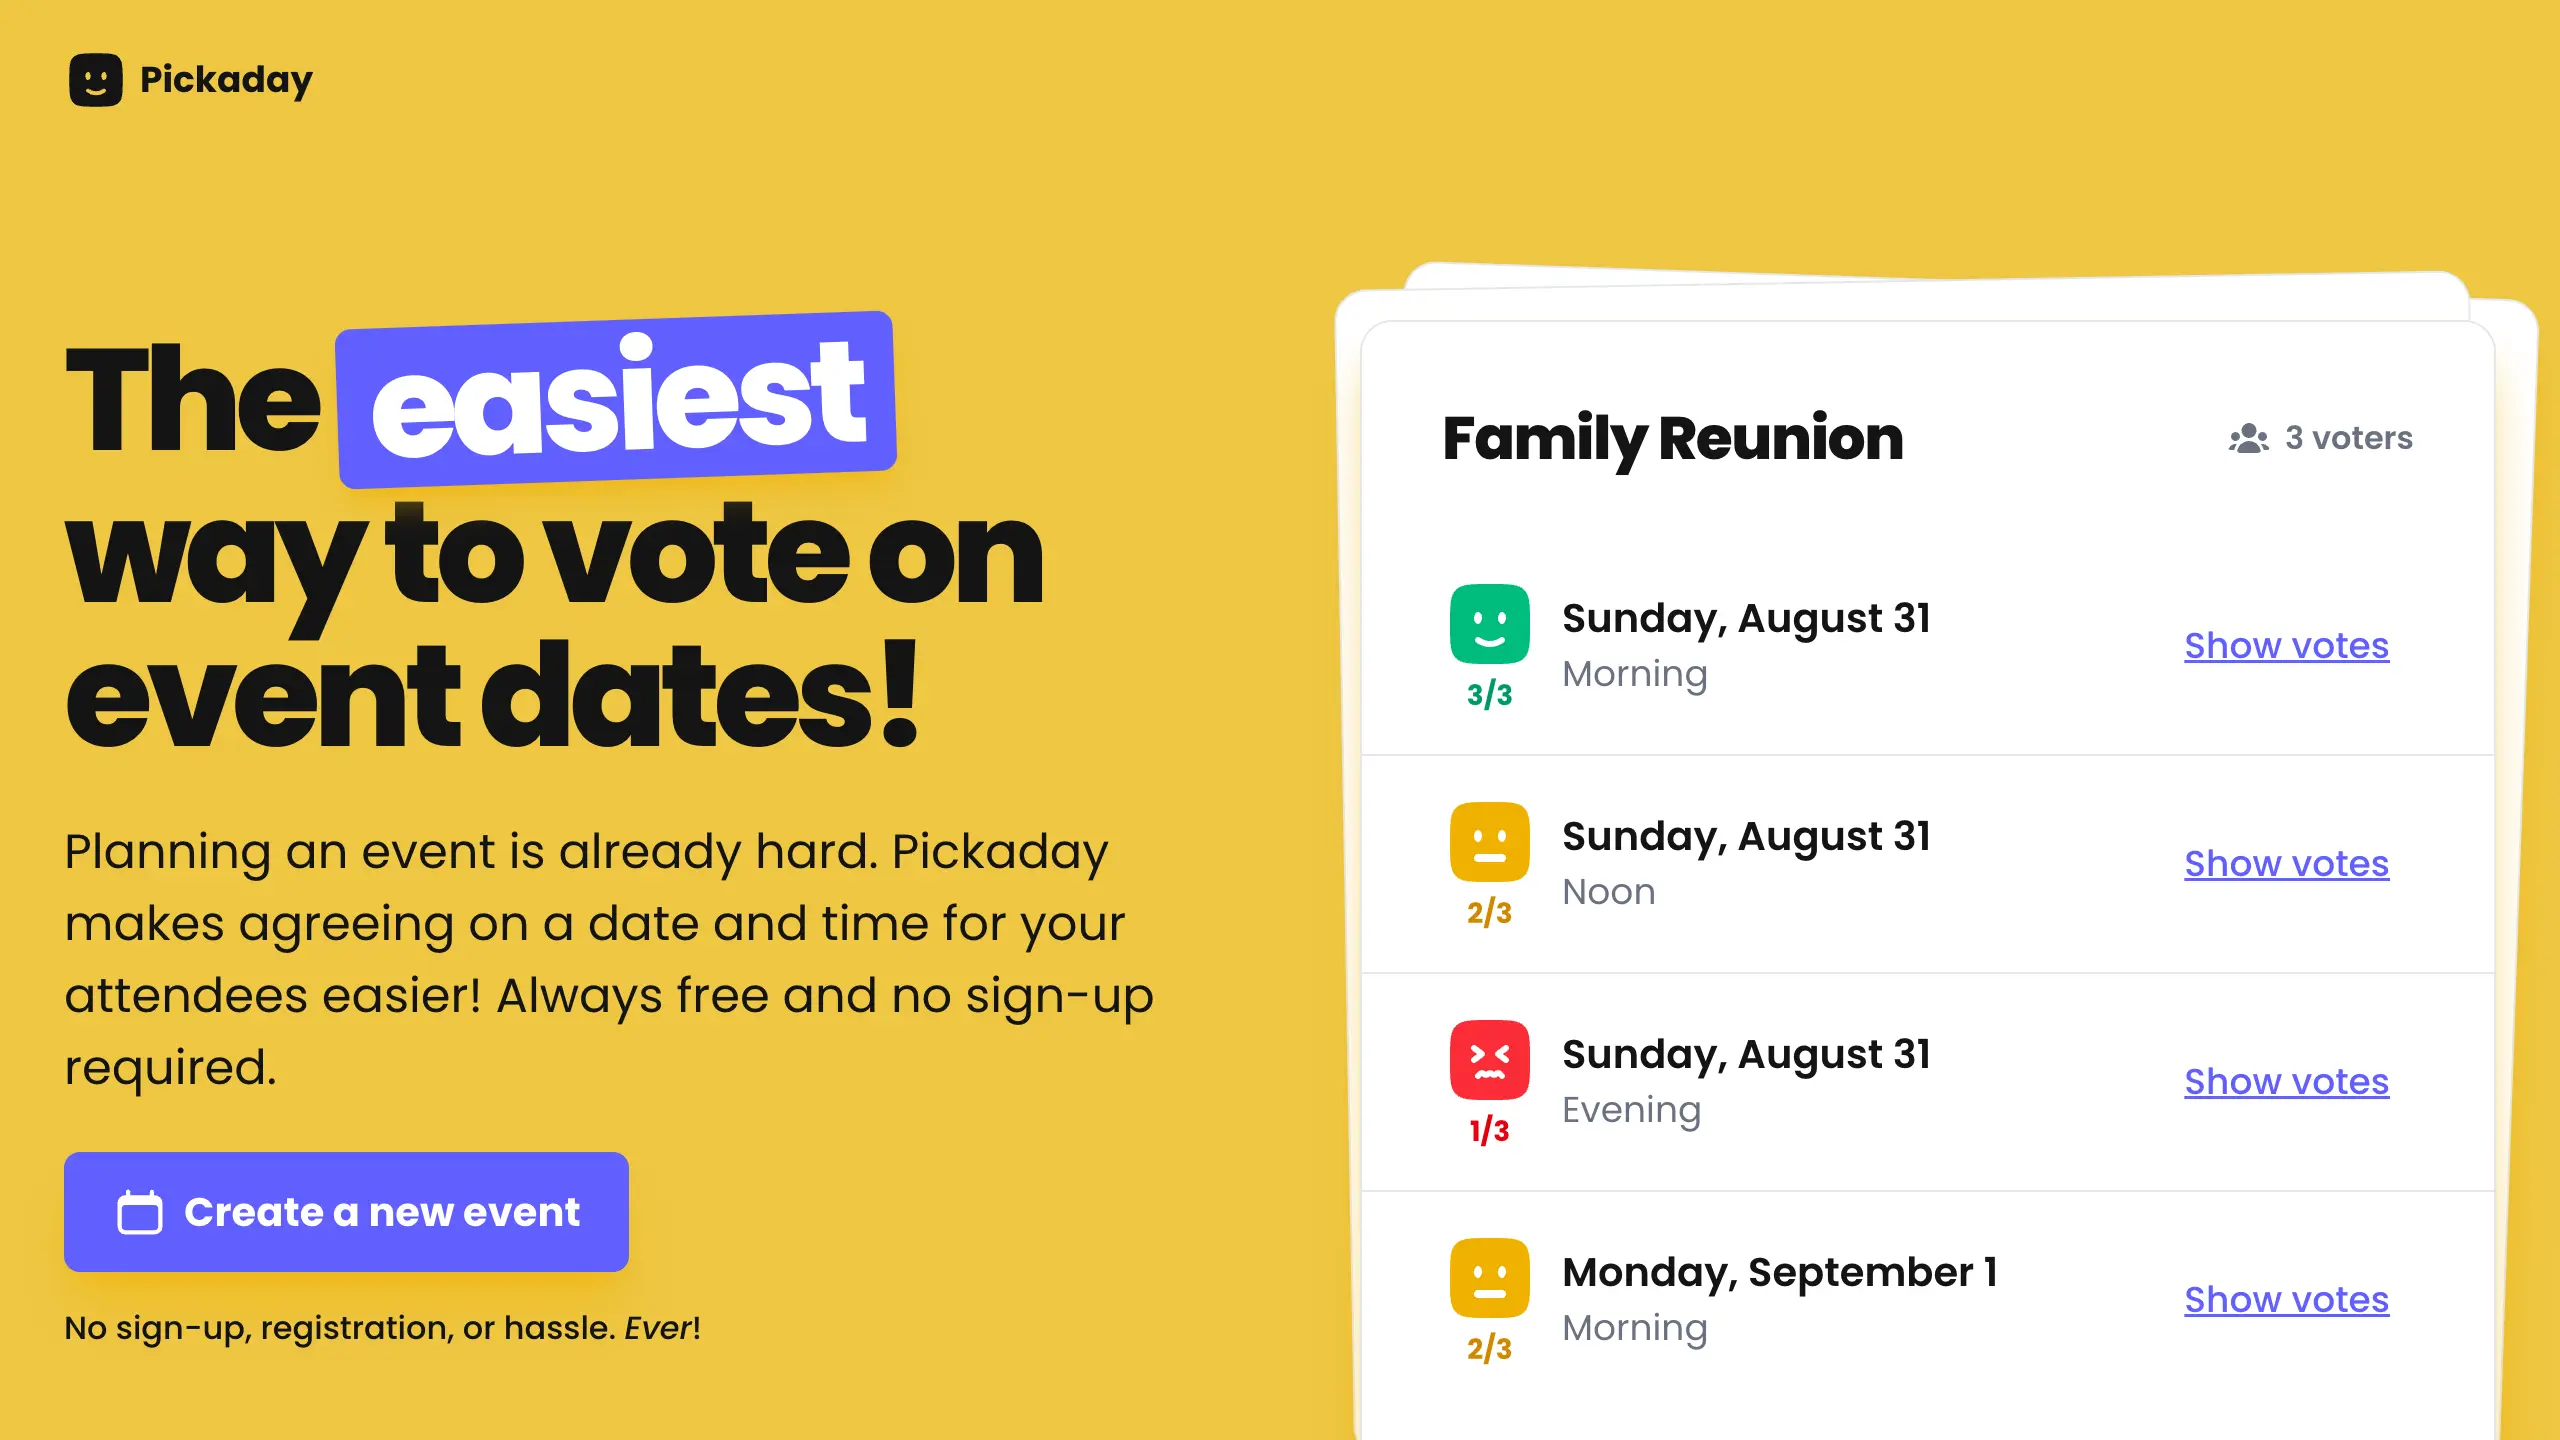 Pickaday
The easiest
way to vote on
event dates!
Planning an event is already hard. Pickaday
makes agreeing on a date and time for your
attendees easier! Always free and no sign-up
required.
Create a new event
No sign-up, registration, or hassle. Ever!
Family Reunion
3 voters
Sunday, August 31
Morning
3/3
Show votes
Sunday, August 31
Noon
2/3
Show votes
Sunday, August 31
Evening
1/3
Show votes
Monday, September 1
Morning
2/3
Show votes